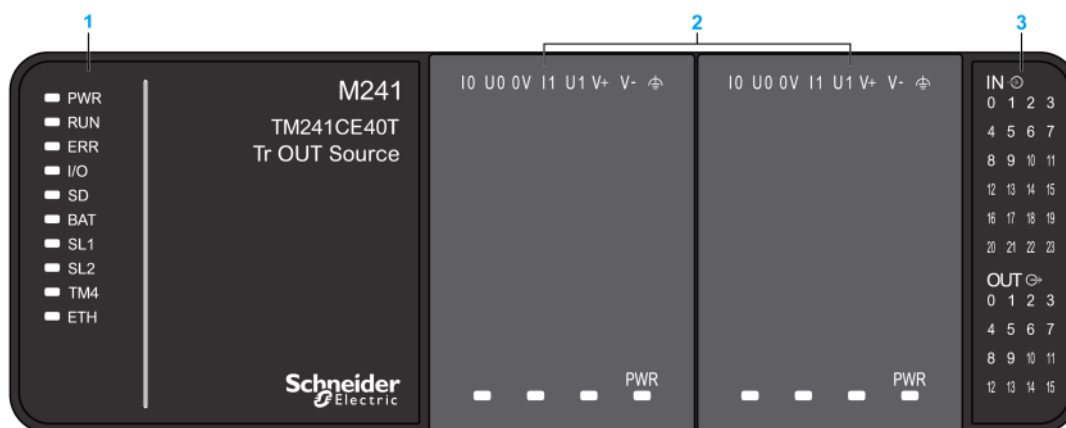 1
2
3
PWR
RUN
ERR
I/O
SD
BAT
SL1
SL2
TM4
ETH
M241
TM241CE40T
Tr OUT Source
Schneider
Electric
I0 U0 0V I1 U1 V+ V-
PWR
I0 U0 0V I1 U1 V+ V-
PWR
IN
0 1 2 3
4 5 6 7
8 9 10 11
12 13 14 15
16 17 18 19
20 21 22 23
OUT
0 1 2 3
4 5 6 7
8 9 10 11
12 13 14 15